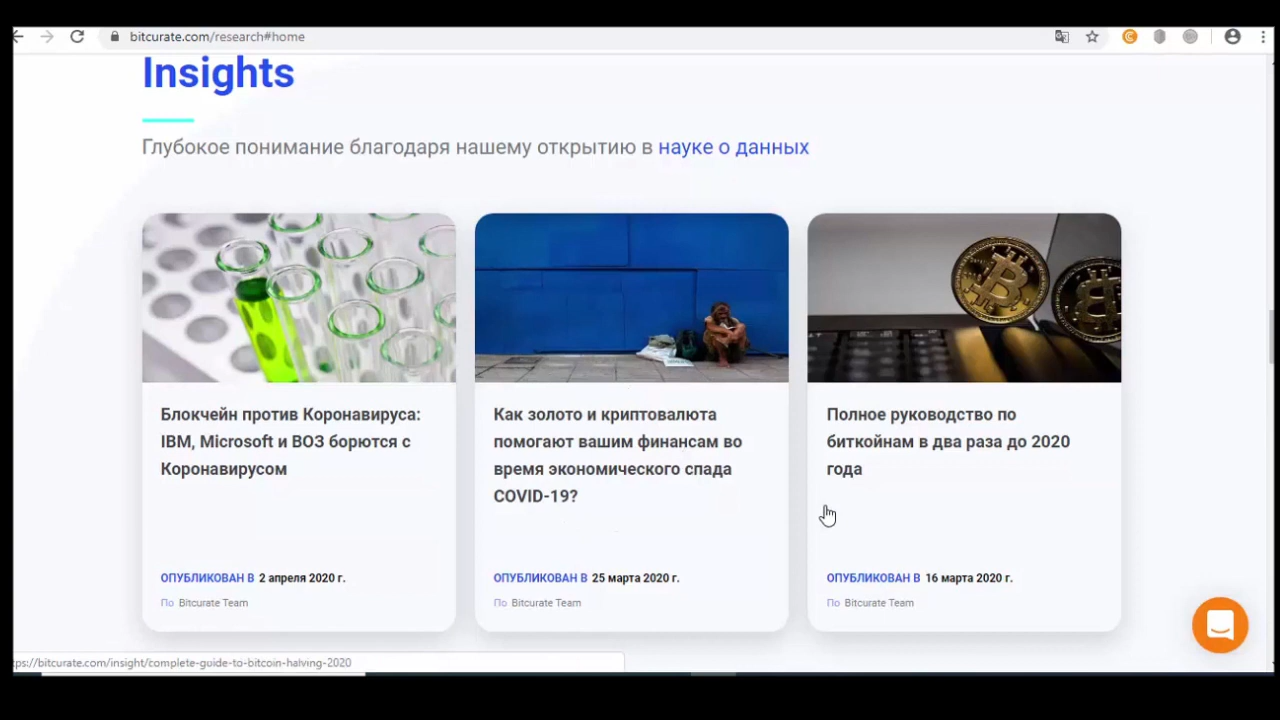 bitcurate.com/research#home
Insights
Глубокое понимание благодаря нашему открытию в науке о данных
Блокчейн против Коронавируса:
IBM, Microsoft и ВОЗ борются с
Коронавирусом
ОПУБЛИКОВАН В 2 апреля 2020 г.
По Bitcurate Team
Как золото и криптовалюта
помогают вашим финансам во
время экономического спада
COVID-19?
ОПУБЛИКОВАН В 25 марта 2020 г.
По Bitcurate Team
Полное руководство по
биткойнам в два раза до 2020
года
ОПУБЛИКОВАН В 16 марта 2020 г.
По Bitcurate Team
tps://bitcurate.com/insight/complete-guide-to-bitcoin-halving-2020